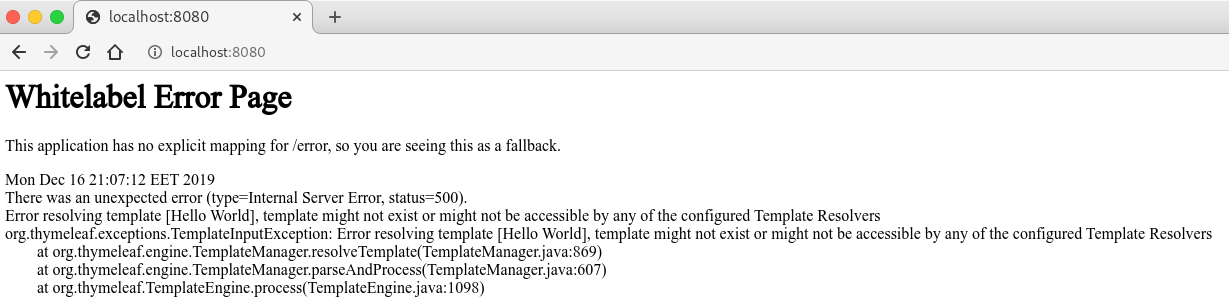 localhost:8080
localhost:8080
Whitelabel Error Page
This application has no explicit mapping for /error, so you are seeing this as a fallback.
Mon Dec 16 21:07:12 EET 2019
There was an unexpected error (type=Internal Server Error, status=500).
Error resolving template [Hello World], template might not exist or might not be accessible by any of the configured Template Resolvers
org.thymeleaf.exceptions.TemplateInputException: Error resolving template [Hello World], template might not exist or might not be accessible by any of the configured Template Resolvers
at org.thymeleaf.engine.TemplateManager.resolveTemplate(TemplateManager.java:869)
at org.thymeleaf.engine.TemplateManager.parseAndProcess(TemplateManager.java:607)
at org.thymeleaf.TemplateEngine.process(TemplateEngine.java:1098)